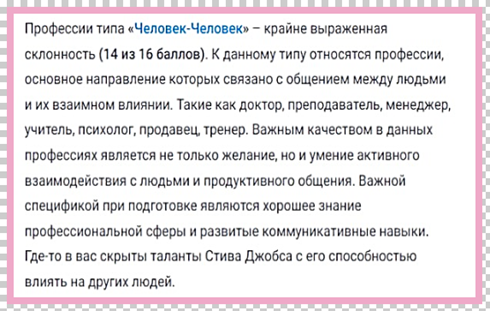 Профессии типа «Человек-Человек» – крайне выраженная
склонность (14 из 16 баллов). К данному типу относятся профессии,
основное направление которых связано с общением между людьми
и их взаимном влиянии. Такие как доктор, преподаватель, менеджер,
учитель, психолог, продавец, тренер. Важным качеством в данных
профессиях является не только желание, но и умение активного
взаимодействия с людьми и продуктивного общения. Важной
спецификой при подготовке являются хорошее знание
профессиональной сферы и развитые коммуникативные навыки.
Где-то в вас скрыты таланты Стива Джобса с его способностью
влиять на других людей.